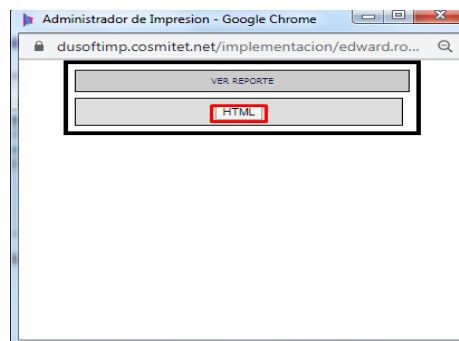 Administrador de Impresion - Google Chrome
dusoftimp.cosmitet.net/implementacion/edward.ro...
VER REPORTE
HTML